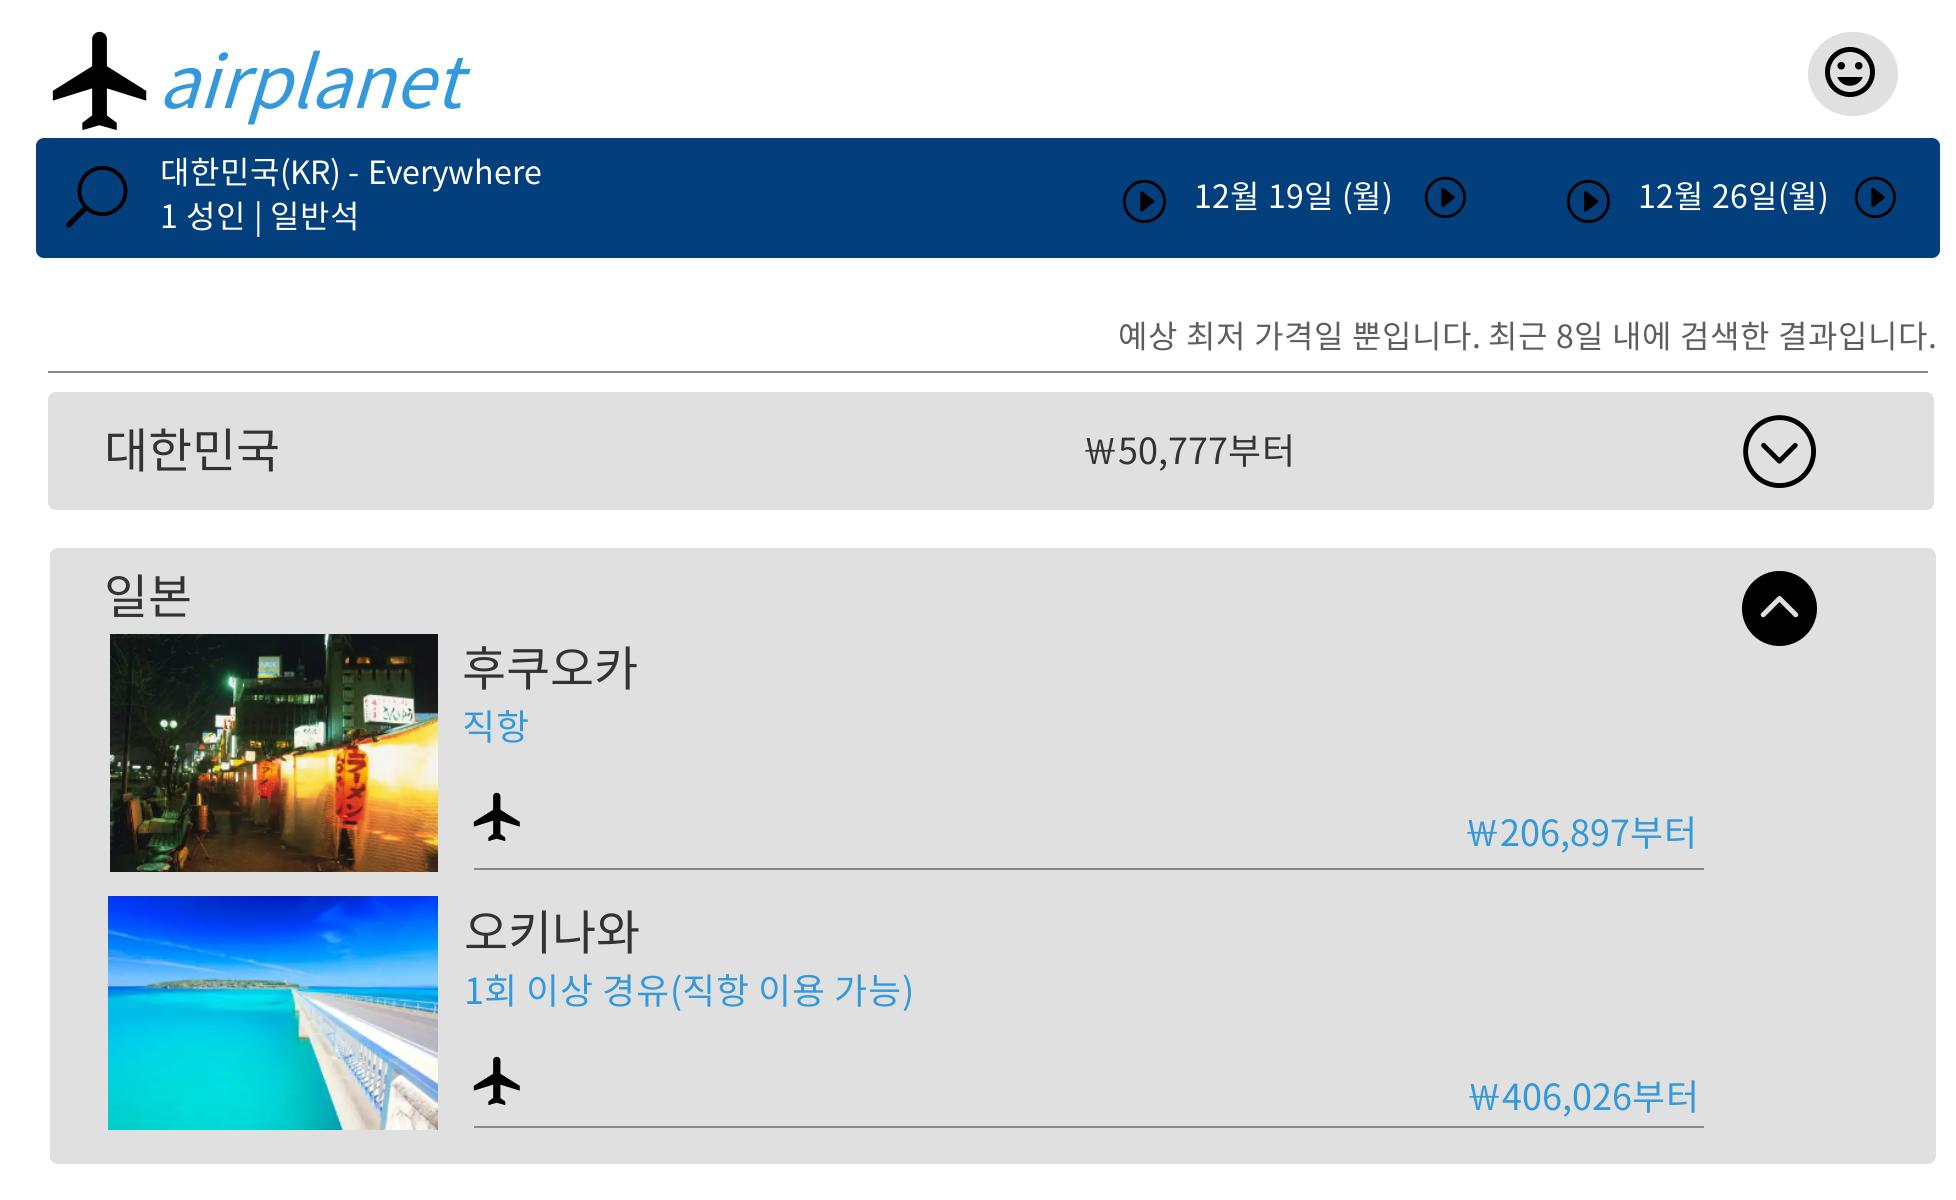 airplanet
대한민국(KR) - Everywhere
1 성인 | 일반석
12월 19일 (월)
12월 26일(월)
예상 최저 가격일 뿐입니다. 최근 8일 내에 검색한 결과입니다.
대한민국
₩50,777부터
일본
후쿠오카
직항
₩206,897부터
ラーメン
오키나와
1회 이상 경유(직항 이용 가능)
₩406,026부터